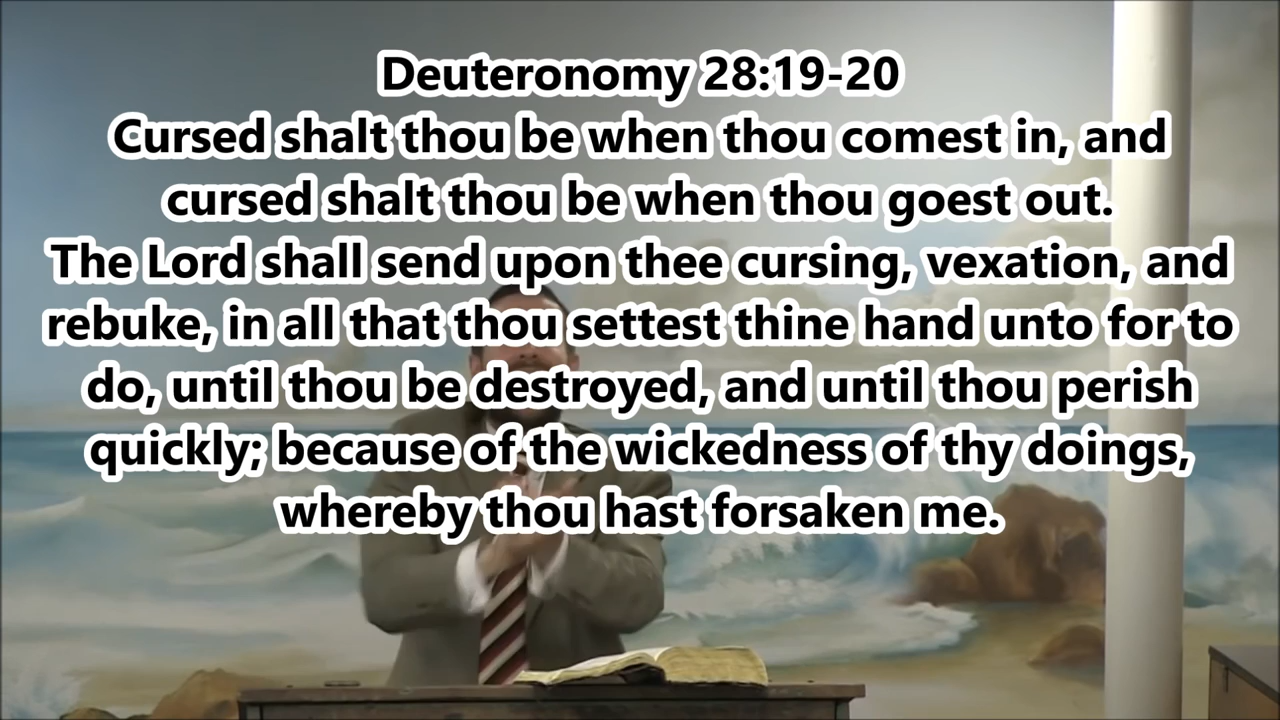 Deuteronomy 28:19-20
Cursed shalt thou be when thou comest in, and
cursed shalt thou be when thou goest out.
The Lord shall send upon thee cursing, vexation, and
rebuke, in all that thou settest thine hand unto for to
do, until thou be destroyed, and until thou perish
quickly; because of the wickedness of thy doings,
whereby thou hast forsaken me.